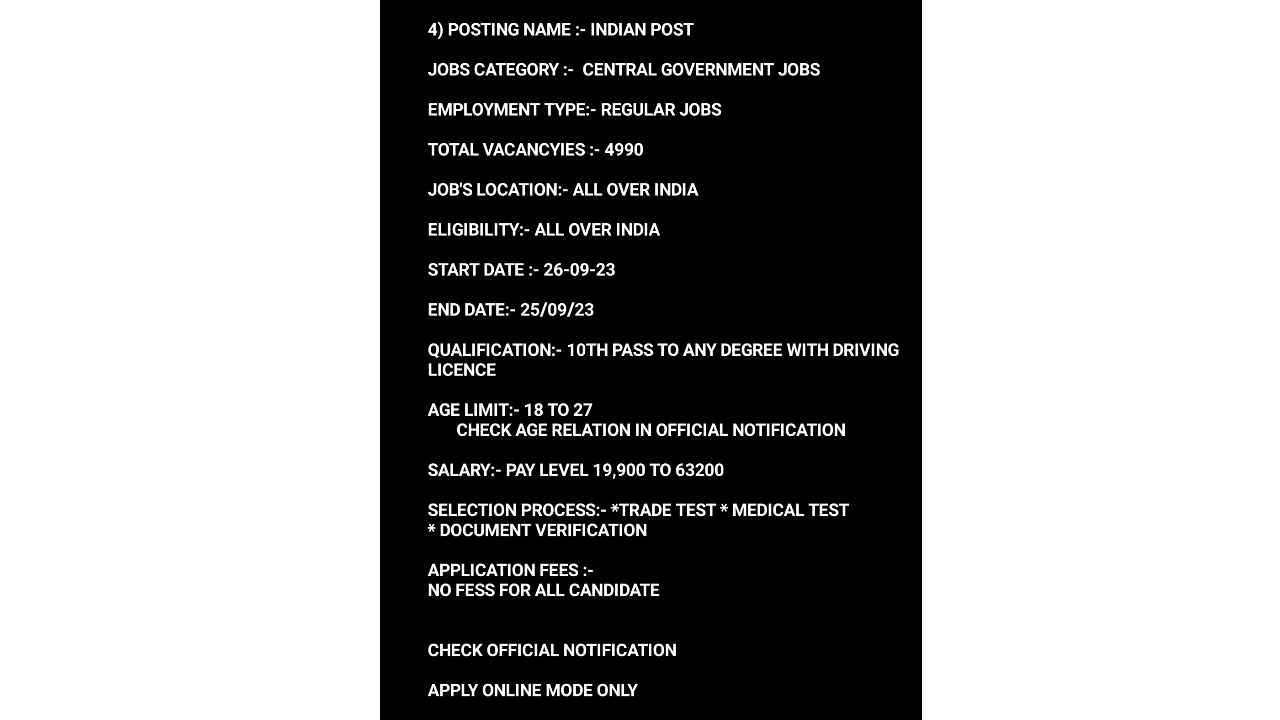 4) POSTING NAME :- INDIAN POST
JOBS CATEGORY :-  CENTRAL GOVERNMENT JOBS
EMPLOYMENT TYPE:- REGULAR JOBS
TOTAL VACANCYIES :- 4990
JOB'S LOCATION:- ALL OVER INDIA
ELIGIBILITY:- ALL OVER INDIA
START DATE :- 26-09-23
END DATE:- 25/09/23
QUALIFICATION:- 10TH PASS TO ANY DEGREE WITH DRIVING
LICENCE
AGE LIMIT:- 18 TO 27
CHECK AGE RELATION IN OFFICIAL NOTIFICATION
SALARY:- PAY LEVEL 19,900 TO 63200
SELECTION PROCESS:- *TRADE TEST * MEDICAL TEST
* DOCUMENT VERIFICATION
APPLICATION FEES :-
NO FESS FOR ALL CANDIDATE
CHECK OFFICIAL NOTIFICATION
APPLY ONLINE MODE ONLY